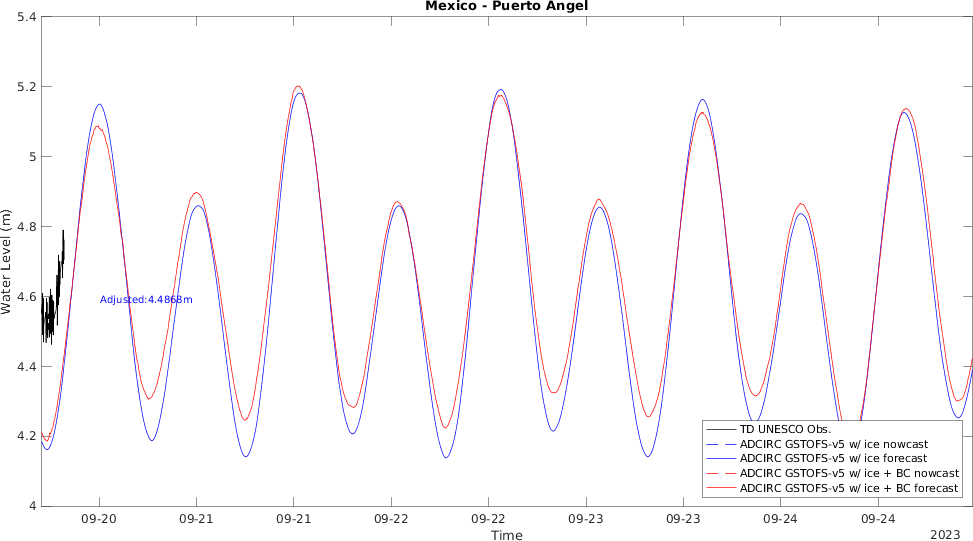 Mexico - Puerto Angel
Water Level (m)
5.4
5.2
5
4.8
4.6
4.4
4.2
4
Adjusted:4.4868m
TD UNESCO Obs.
ADCIRC GSTOFS-v5 w/ ice nowcast
ADCIRC GSTOFS-v5 w/ ice forecast
ADCIRC GSTOFS-v5 w/ ice + BC nowcast
ADCIRC GSTOFS-v5 w/ ice + BC forecast
09-20 09-21 09-21 09-22 09-22 09-23 09-23 09-24 09-24
Time
2023